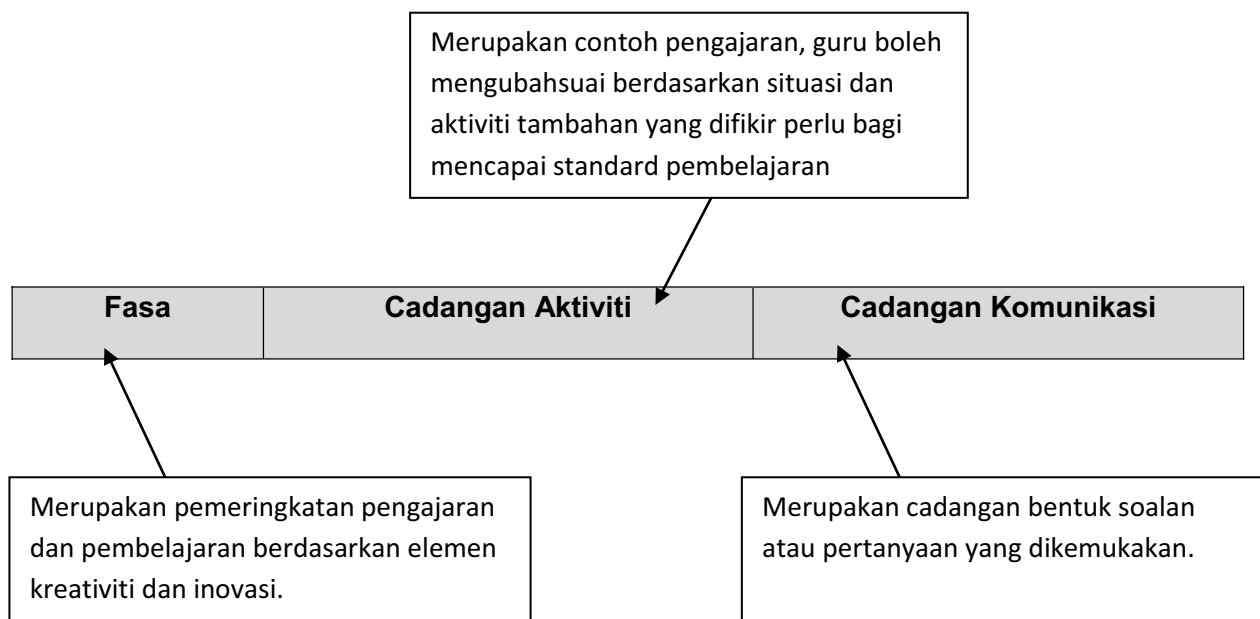 Merupakan contoh pengajaran, guru boleh
mengubahsuai berdasarkan situasi dan
aktiviti tambahan yang difikir perlu bagi
mencapai standard pembelajaran
Fasa
Cadangan Aktiviti
Cadangan Komunikasi
Merupakan pemeringkatan pengajaran
dan pembelajaran berdasarkan elemen
kreativiti dan inovasi.
Merupakan cadangan bentuk soalan
atau pertanyaan yang dikemukakan.